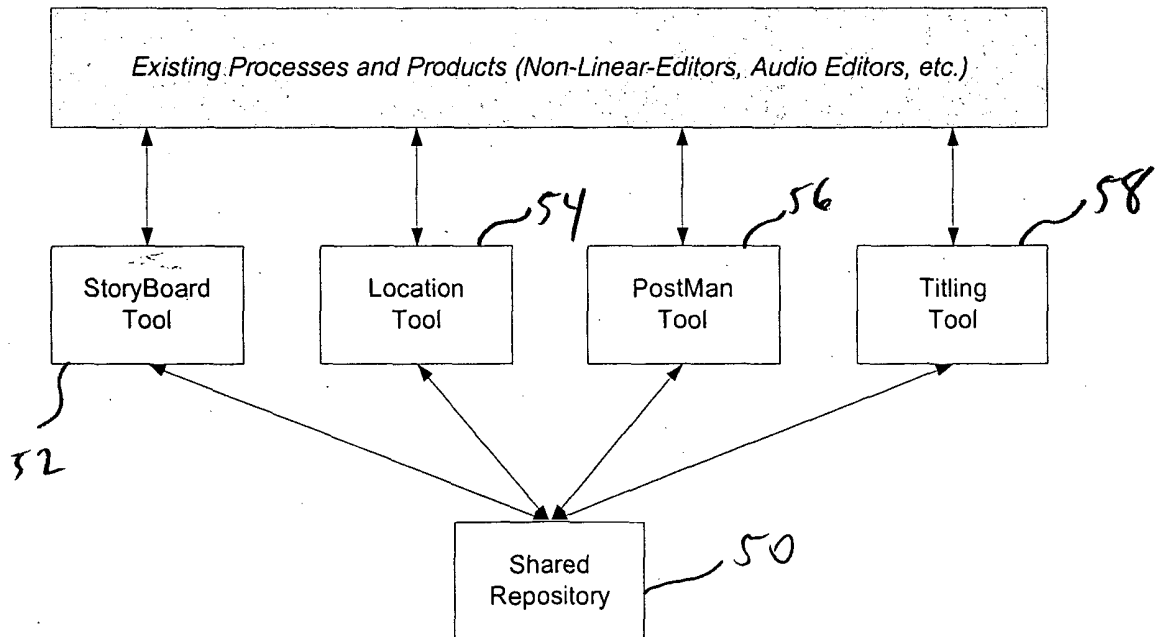 Existing Processes and Products (Non-Linear-Editors, Audio Editors, etc.)
54
56
58
StoryBoard
Tool
Location
Tool
PostMan
Tool
Titling
Tool
52
50
Shared
Repository